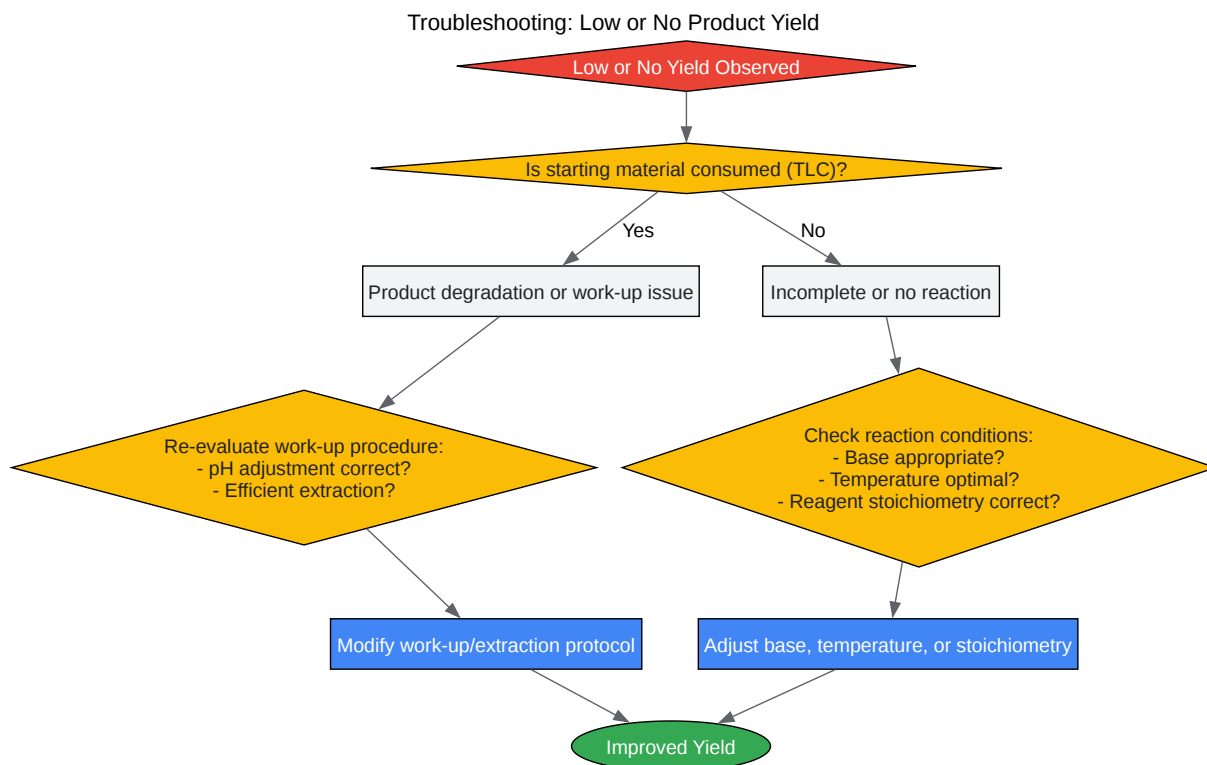 Troubleshooting: Low or No Product Yield
Low or No Yield Observed
Is starting material consumed (TLC)?
Yes
No
Product degradation or work-up issue
Incomplete or no reaction
Re-evaluate work-up procedure:
- pH adjustment correct?
- Efficient extraction?
Check reaction conditions:
- Base appropriate?
- Temperature optimal?
- Reagent stoichiometry correct?
Modify work-up/extraction protocol
Adjust base, temperature, or stoichiometry
Improved Yield